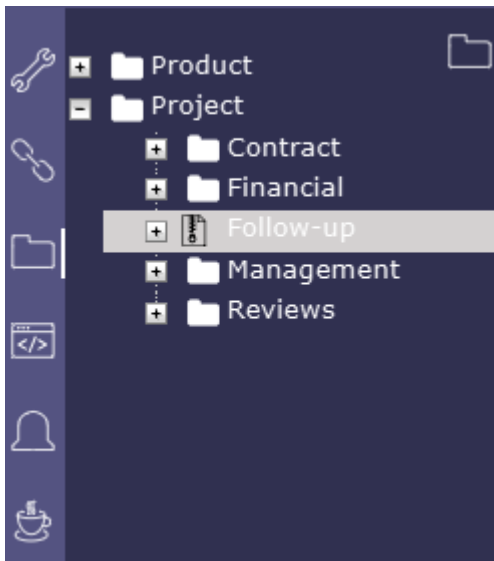 Product
Project
Contract
Financial
Follow-up
Management
Reviews